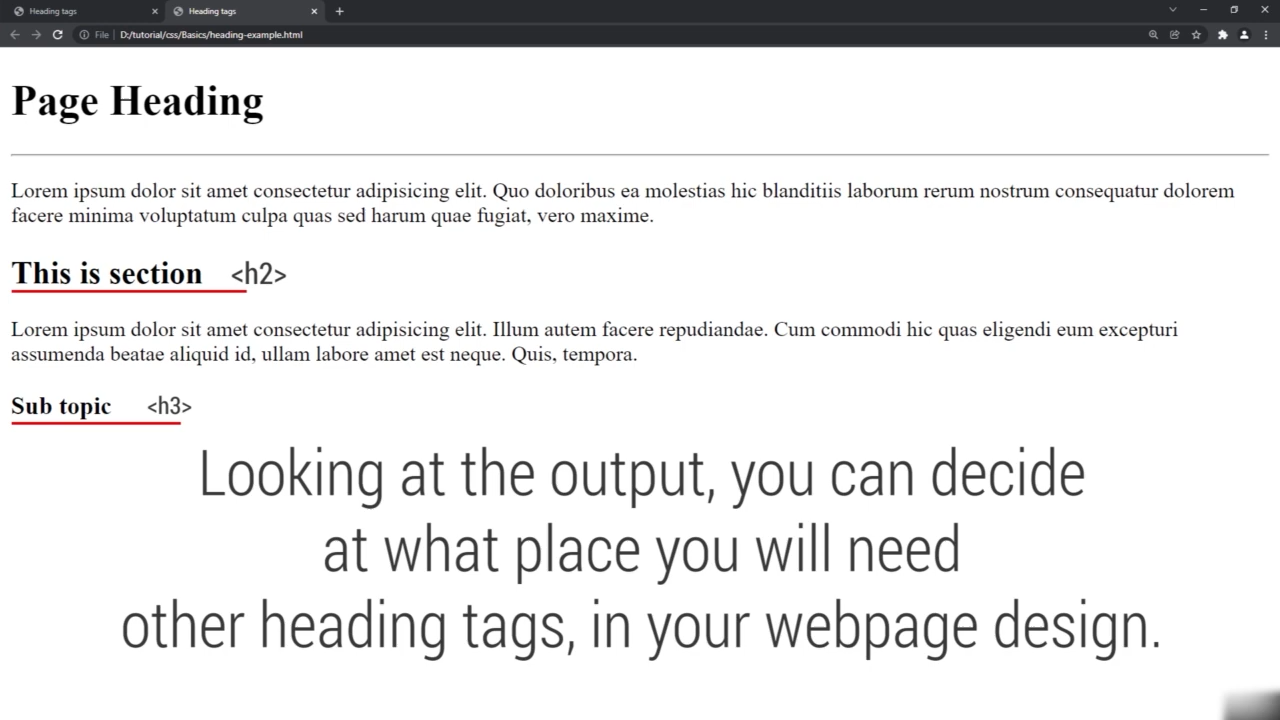 Heading tags
Heading tags
File
D:/tutorial/css/Basics/heading-example.html
Page Heading
Lorem ipsum dolor sit amet consectetur adipisicing elit. Quo doloribus ea molestias hic blanditiis laborum rerum nostrum consequatur dolorem
facere minima voluptatum culpa quas sed harum quae fugiat, vero maxime.
This is section <h2>
Lorem ipsum dolor sit amet consectetur adipisicing elit. Illum autem facere repudiandae. Cum commodi hic quas eligendi eum excepturi
assumenda beatae aliquid id, ullam labore amet est neque. Quis, tempora.
Sub topic <h3>
Looking at the output, you can decide
at what place you will need
other heading tags, in your webpage design.